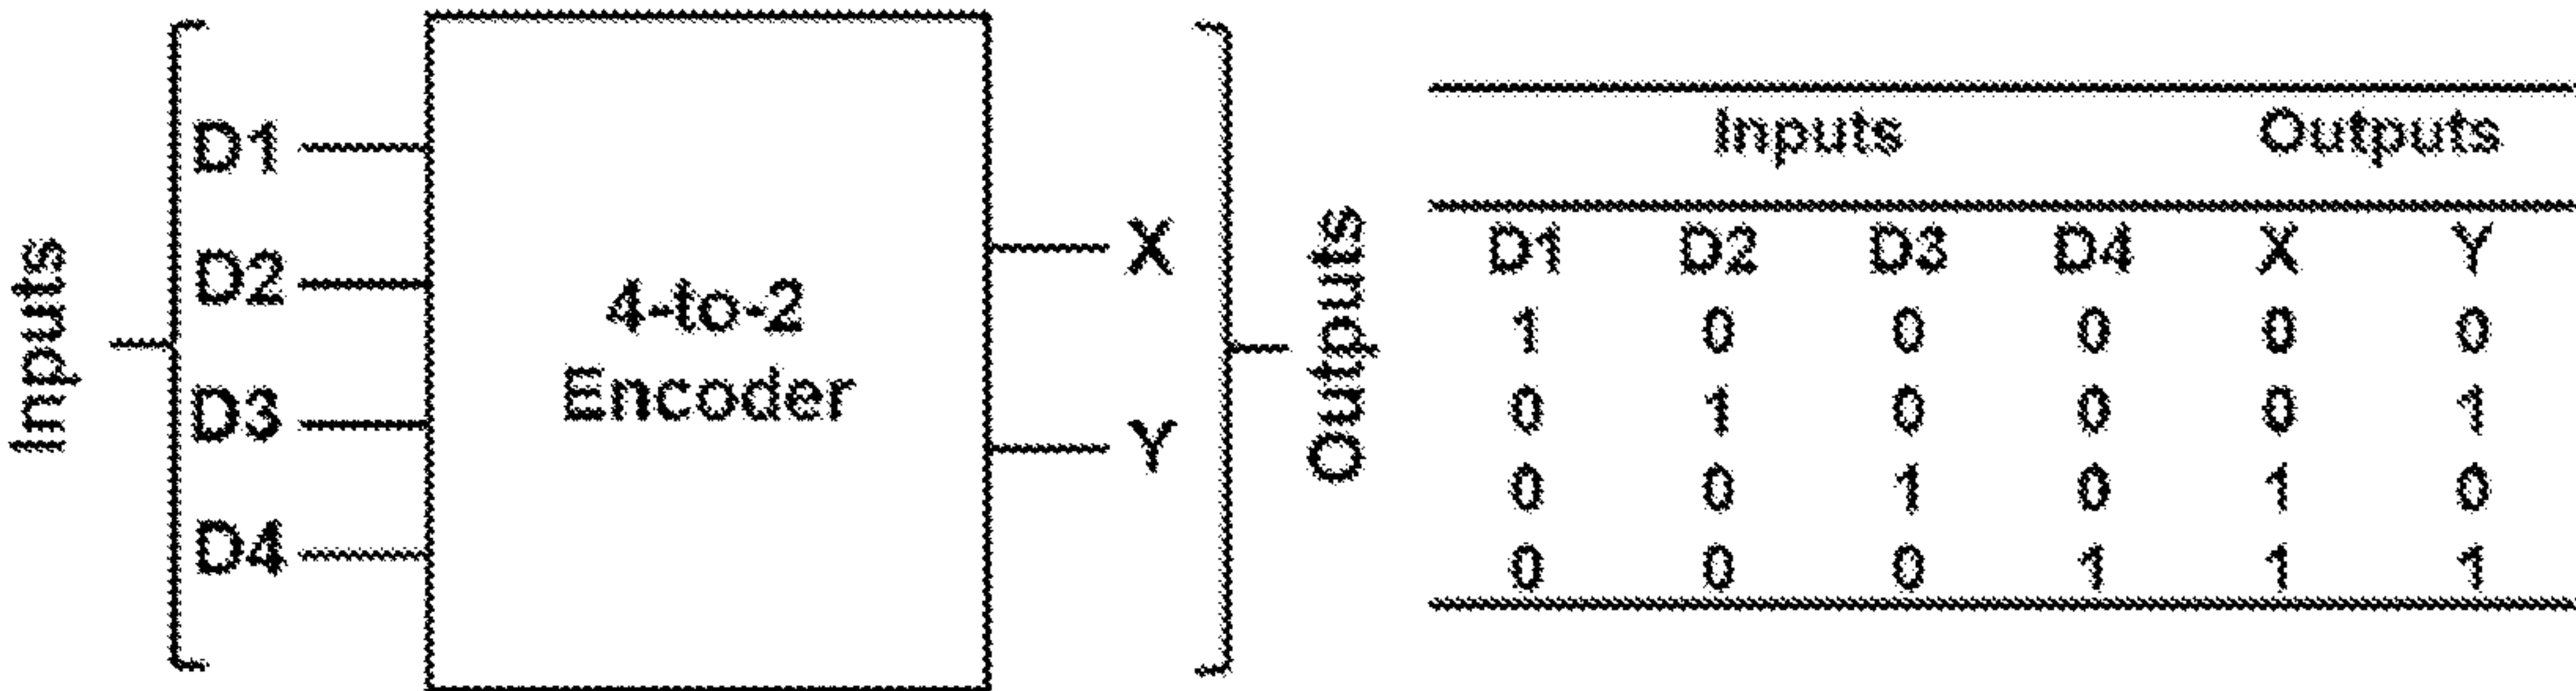 Inputs
D1
D2
D3
D4
4-to-2
Encoder
X
Y
Outputs
Inputs Outputs
D1 D2 D3 D4 X Y
1 0 0 0 0 0
0 1 0 0 0 1
0 0 1 0 1 0
0 0 0 1 1 1